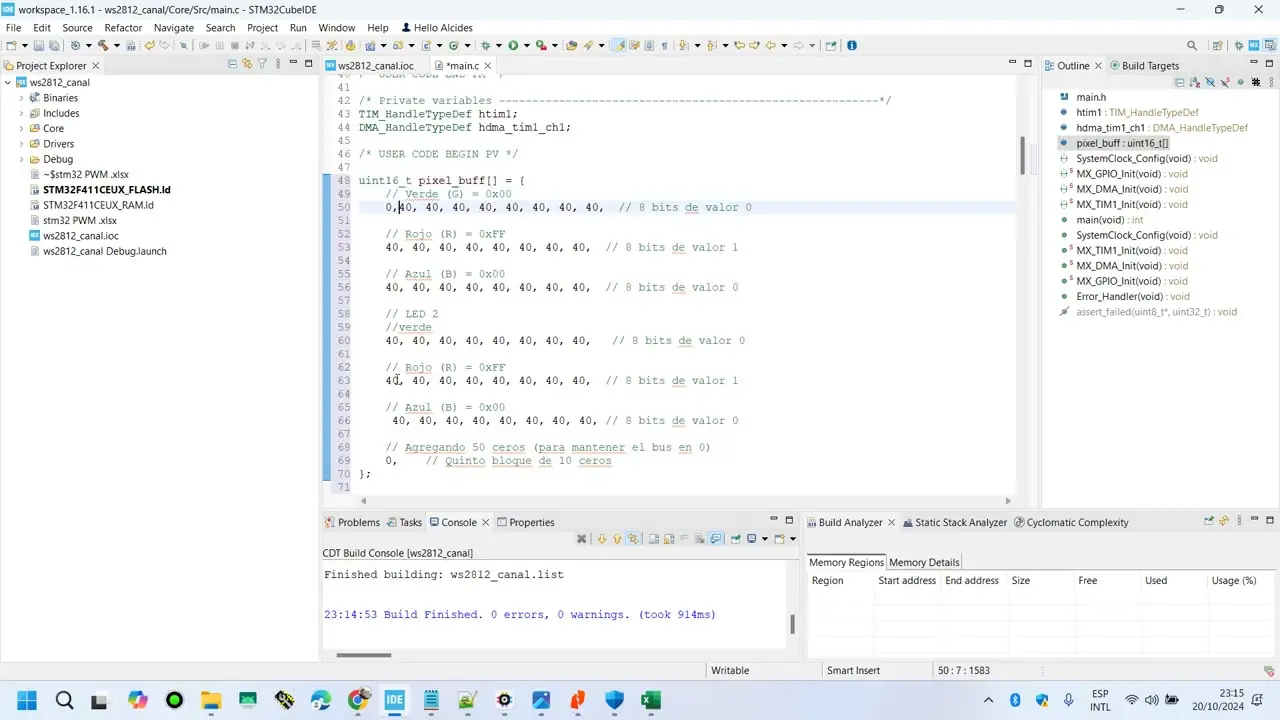 workspace_1.16.1 - ws2812_canal/Core/Src/main.c - STM32CubeIDE
File Edit Source Refactor Navigate Search Project Run Window Help Hello Alcides
Project Explorer
ws2812_canal
Binaries
Includes
Core
Drivers
Debug
~$stm32 PWM .xlsx
STM32F411CEUX_FLASH.ld
STM32F411CEUX_RAM.ld
stm32 PWM .xlsx
ws2812_canal.ioc
ws2812_canal Debug.launch
ws2812_canal.ioc
*main.c
41
42 /* Private variables ---------------------------------------------------------*/
43 TIM_HandleTypeDef htim1;
44 DMA_HandleTypeDef hdma_tim1_ch1;
45
46 /* USER CODE BEGIN PV */
47
48 uint16_t pixel_buff[] = {
49 // Verde (G) = 0x00
50 0,40, 40, 40, 40, 40, 40, 40, 40, // 8 bits de valor 0
51
52 // Rojo (R) = 0xFF
53 40, 40, 40, 40, 40, 40, 40, 40, // 8 bits de valor 1
54
55 // Azul (B) = 0x00
56 40, 40, 40, 40, 40, 40, 40, 40, // 8 bits de valor 0
57
58 // LED 2
59 //verde
60 40, 40, 40, 40, 40, 40, 40, 40, // 8 bits de valor 0
61
62 // Rojo (R) = 0xFF
63 40, 40, 40, 40, 40, 40, 40, 40, // 8 bits de valor 1
64
65 // Azul (B) = 0x00
66 40, 40, 40, 40, 40, 40, 40, 40, // 8 bits de valor 0
67
68 // Agregando 50 ceros (para mantener el bus en 0)
69 0, // Quinto bloque de 10 ceros
70 };
71
Outline
Build Targets
main.h
htim1 : TIM_HandleTypeDef
hdma_tim1_ch1 : DMA_HandleTypeDef
pixel_buff : uint16_t[]
SystemClock_Config(void) : void
MX_GPIO_Init(void) : void
MX_DMA_Init(void) : void
MX_TIM1_Init(void) : void
main(void) : int
SystemClock_Config(void) : void
MX_TIM1_Init(void) : void
MX_DMA_Init(void) : void
MX_GPIO_Init(void) : void
Error_Handler(void) : void
assert_failed(uint8_t*, uint32_t) : void
Problems Tasks Console Properties
CDT Build Console [ws2812_canal]
Finished building: ws2812_canal.list
23:14:53 Build Finished. 0 errors, 0 warnings. (took 914ms)
Build Analyzer Static Stack Analyzer Cyclomatic Complexity
Memory Regions Memory Details
Region Start address End address Size Free Used Usage (%)
Writable Smart Insert 50 : 7 : 1583
IDE
ESP
INTL
23:15
20/10/2024